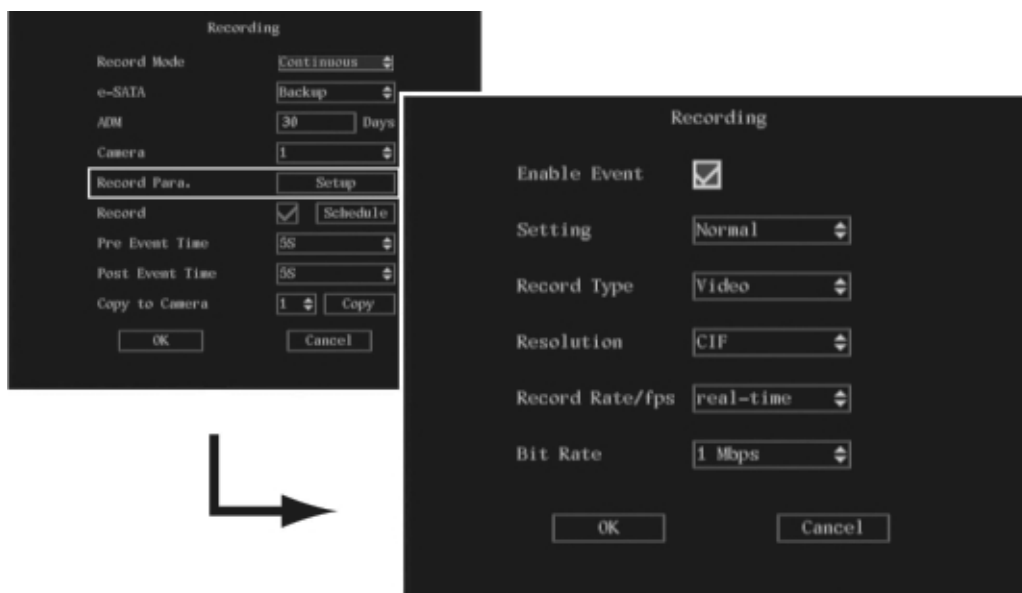 Recording
Record Mode Continuous
e-SATA Backup
ADM 30 Days
Camera 1
Record Para. Setup
Record Schedule
Pre Event Time 5S
Post Event Time 5S
Copy to Camera 1 Copy
OK Cancel
Recording
Enable Event
Setting Normal
Record Type Video
Resolution CIF
Record Rate/fps real-time
Bit Rate 1 Mbps
OK Cancel